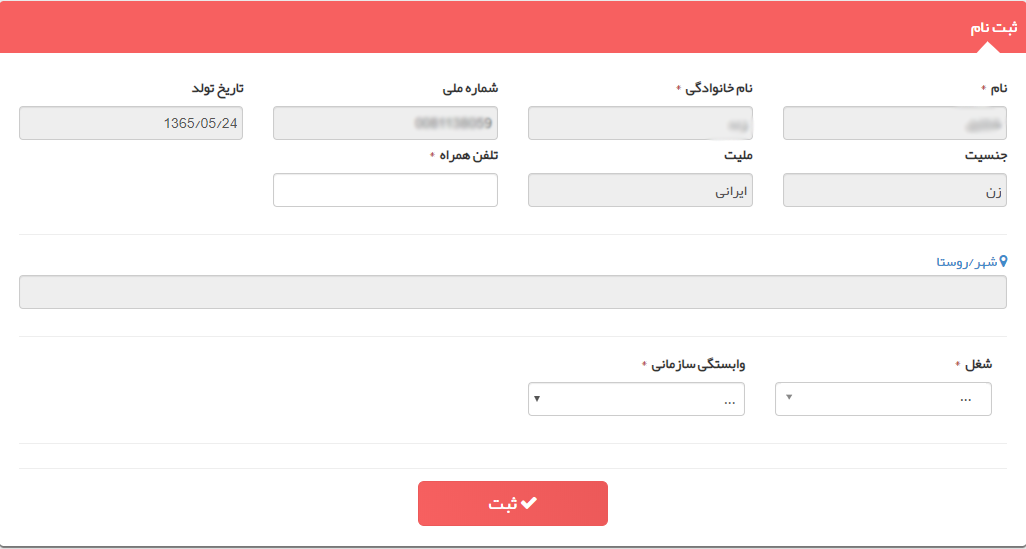 ثبت نام
نام * نام خانوادگی * شماره ملی تاریخ تولد
1365/05/24
جنسیت ملیت تلفن همراه *
زن ایرانی
شهر/روستا
شغل * وابستگی سازمانی *
... ...
ثبت